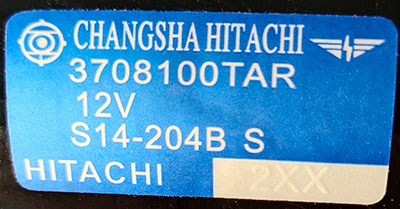 CHANGSHA HITACHI
3708100TAR
12V
S14-204B S
HITACHI 2XX